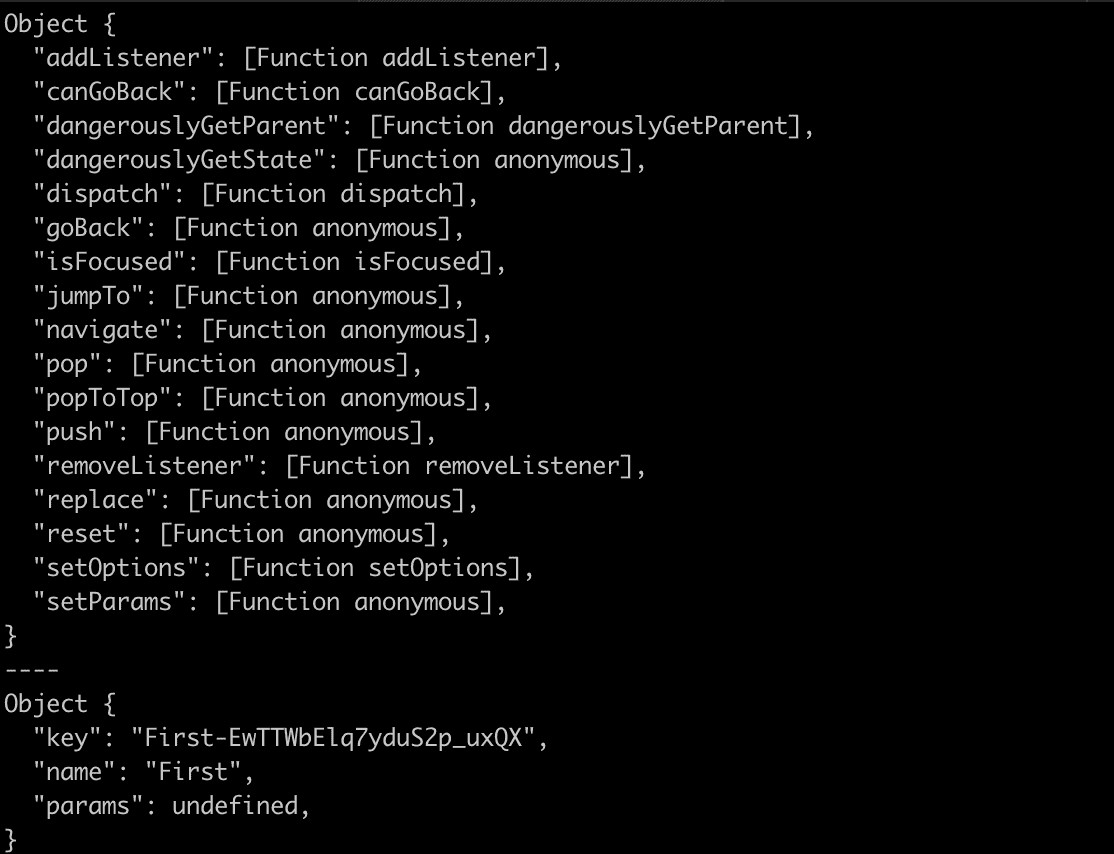 Object {
  "addListener": [Function addListener],
  "canGoBack": [Function canGoBack],
  "dangerouslyGetParent": [Function dangerouslyGetParent],
  "dangerouslyGetState": [Function anonymous],
  "dispatch": [Function dispatch],
  "goBack": [Function anonymous],
  "isFocused": [Function isFocused],
  "jumpTo": [Function anonymous],
  "navigate": [Function anonymous],
  "pop": [Function anonymous],
  "popToTop": [Function anonymous],
  "push": [Function anonymous],
  "removeListener": [Function removeListener],
  "replace": [Function anonymous],
  "reset": [Function anonymous],
  "setOptions": [Function setOptions],
  "setParams": [Function anonymous],
}
----
Object {
  "key": "First-EwTTWbElq7yduS2p_uxQX",
  "name": "First",
  "params": undefined,
}